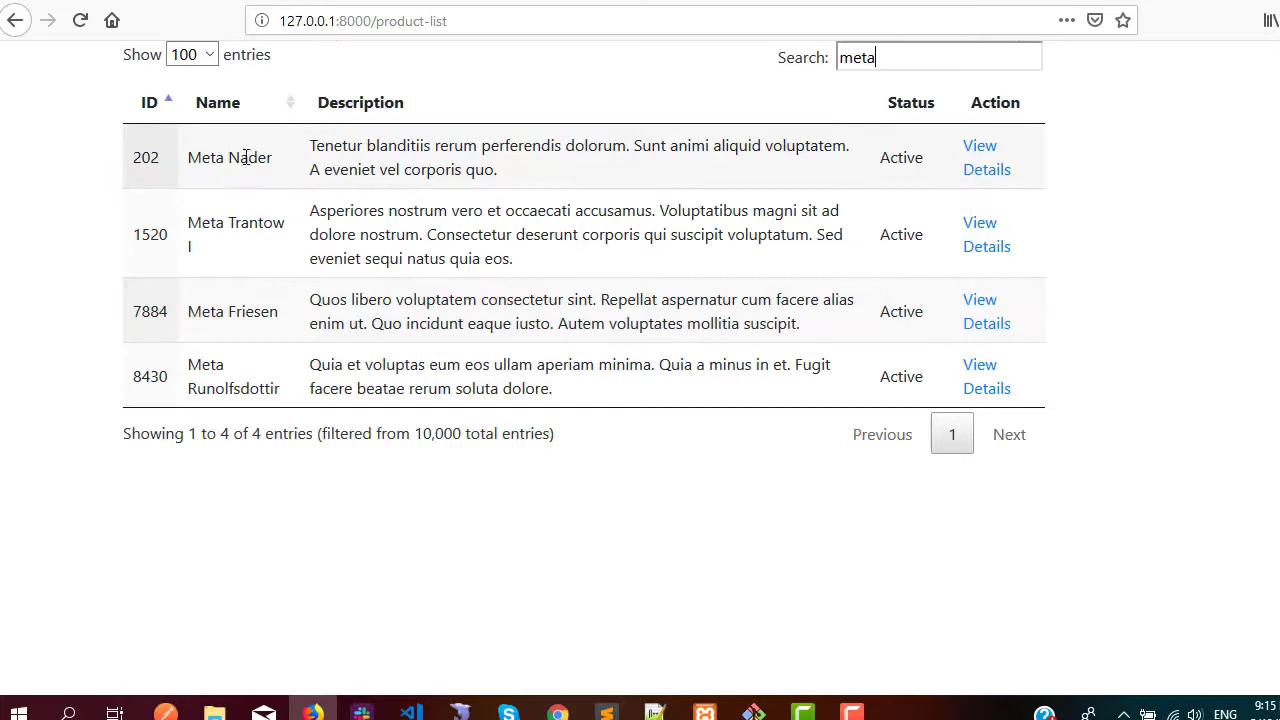 127.0.0.1:8000/product-list
Show 100 entries
Search: meta
ID Name Description Status Action
202 Meta Nader Tenetur blanditiis rerum perferendis dolorum. Sunt animi aliquid voluptatem. Active View
A eveniet vel corporis quo. Details
1520 Meta Trantow Asperiores nostrum vero et occaecati accusamus. Voluptatibus magni sit ad Active View
I dolore nostrum. Consectetur deserunt corporis qui suscipit voluptatum. Sed Details
eveniet sequi natus quia eos.
7884 Meta Friesen Quos libero voluptatem consectetur sint. Repellat aspernatur cum facere alias Active View
enim ut. Quo incidunt eaque iusto. Autem voluptates mollitia suscipit. Details
8430 Meta Quia et voluptas eum eos ullam aperiam minima. Quia a minus in et. Fugit Active View
Runolfsdottir facere beatae rerum soluta dolore. Details
Showing 1 to 4 of 4 entries (filtered from 10,000 total entries)
Previous 1 Next
ENG 9:15